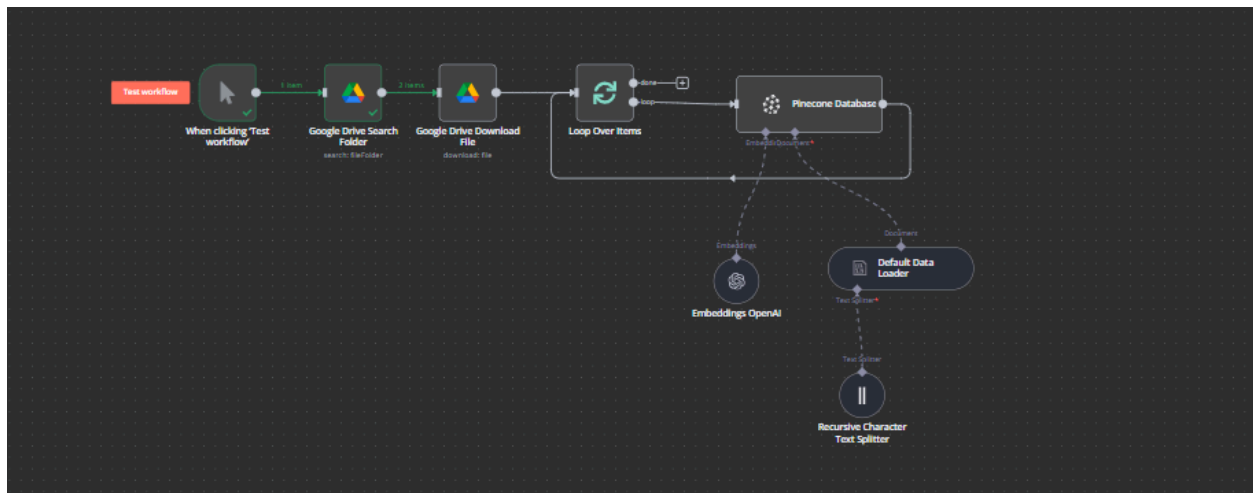 Test workflow
1 item
2 items
When clicking 'Test
workflow'
Google Drive Search
Folder
search: fileFolder
Google Drive Download
File
download: file
Loop Over Items
done
loop
Pinecone Database
Document*
Embeddings
Embeddings OpenAI
Document
Default Data
Loader
Text Splitter*
Text Splitter
Recursive Character
Text Splitter